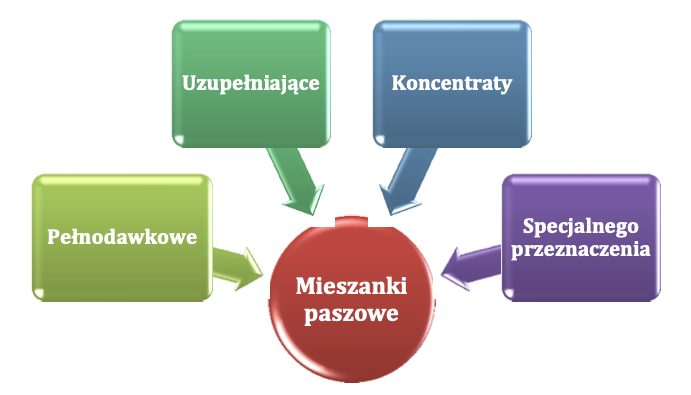 Uzupełniające
Koncentraty
Pełnodawkowe
Specjalnego
przeznaczenia
Mieszanki
paszowe